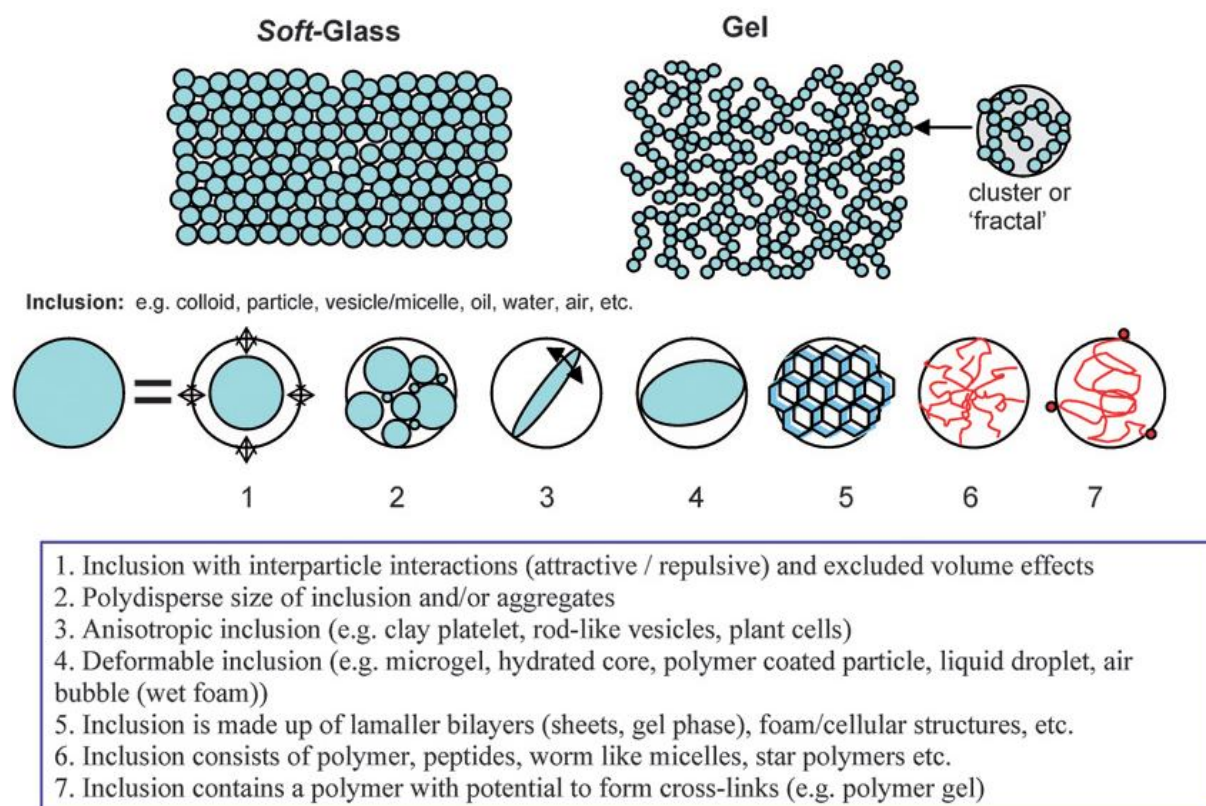 Soft-Glass
Gel
cluster or
‘fractal’
Inclusion: e.g. colloid, particle, vesicle/micelle, oil, water, air, etc.
=
1 2 3 4 5 6 7
1. Inclusion with interparticle interactions (attractive / repulsive) and excluded volume effects
2. Polydisperse size of inclusion and/or aggregates
3. Anisotropic inclusion (e.g. clay platelet, rod-like vesicles, plant cells)
4. Deformable inclusion (e.g. microgel, hydrated core, polymer coated particle, liquid droplet, air
bubble (wet foam))
5. Inclusion is made up of lamaller bilayers (sheets, gel phase), foam/cellular structures, etc.
6. Inclusion consists of polymer, peptides, worm like micelles, star polymers etc.
7. Inclusion contains a polymer with potential to form cross-links (e.g. polymer gel)